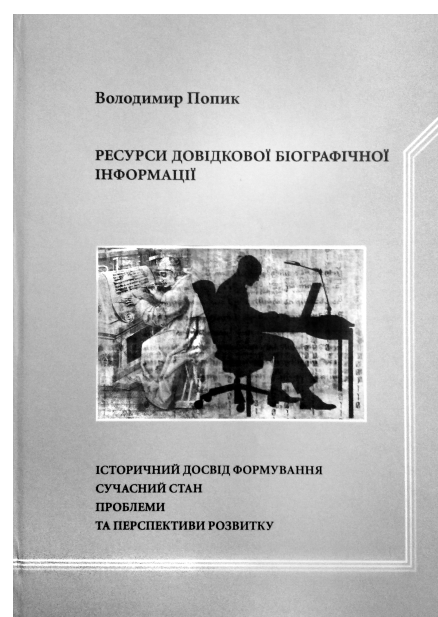 Володимир Попик
РЕСУРСИ ДОВІДКОВОЇ БІОГРАФІЧНОЇ
ІНФОРМАЦІЇ
ІСТОРИЧНИЙ ДОСВІД ФОРМУВАННЯ
СУЧАСНИЙ СТАН
ПРОБЛЕМИ
ТА ПЕРСПЕКТИВИ РОЗВИТКУ